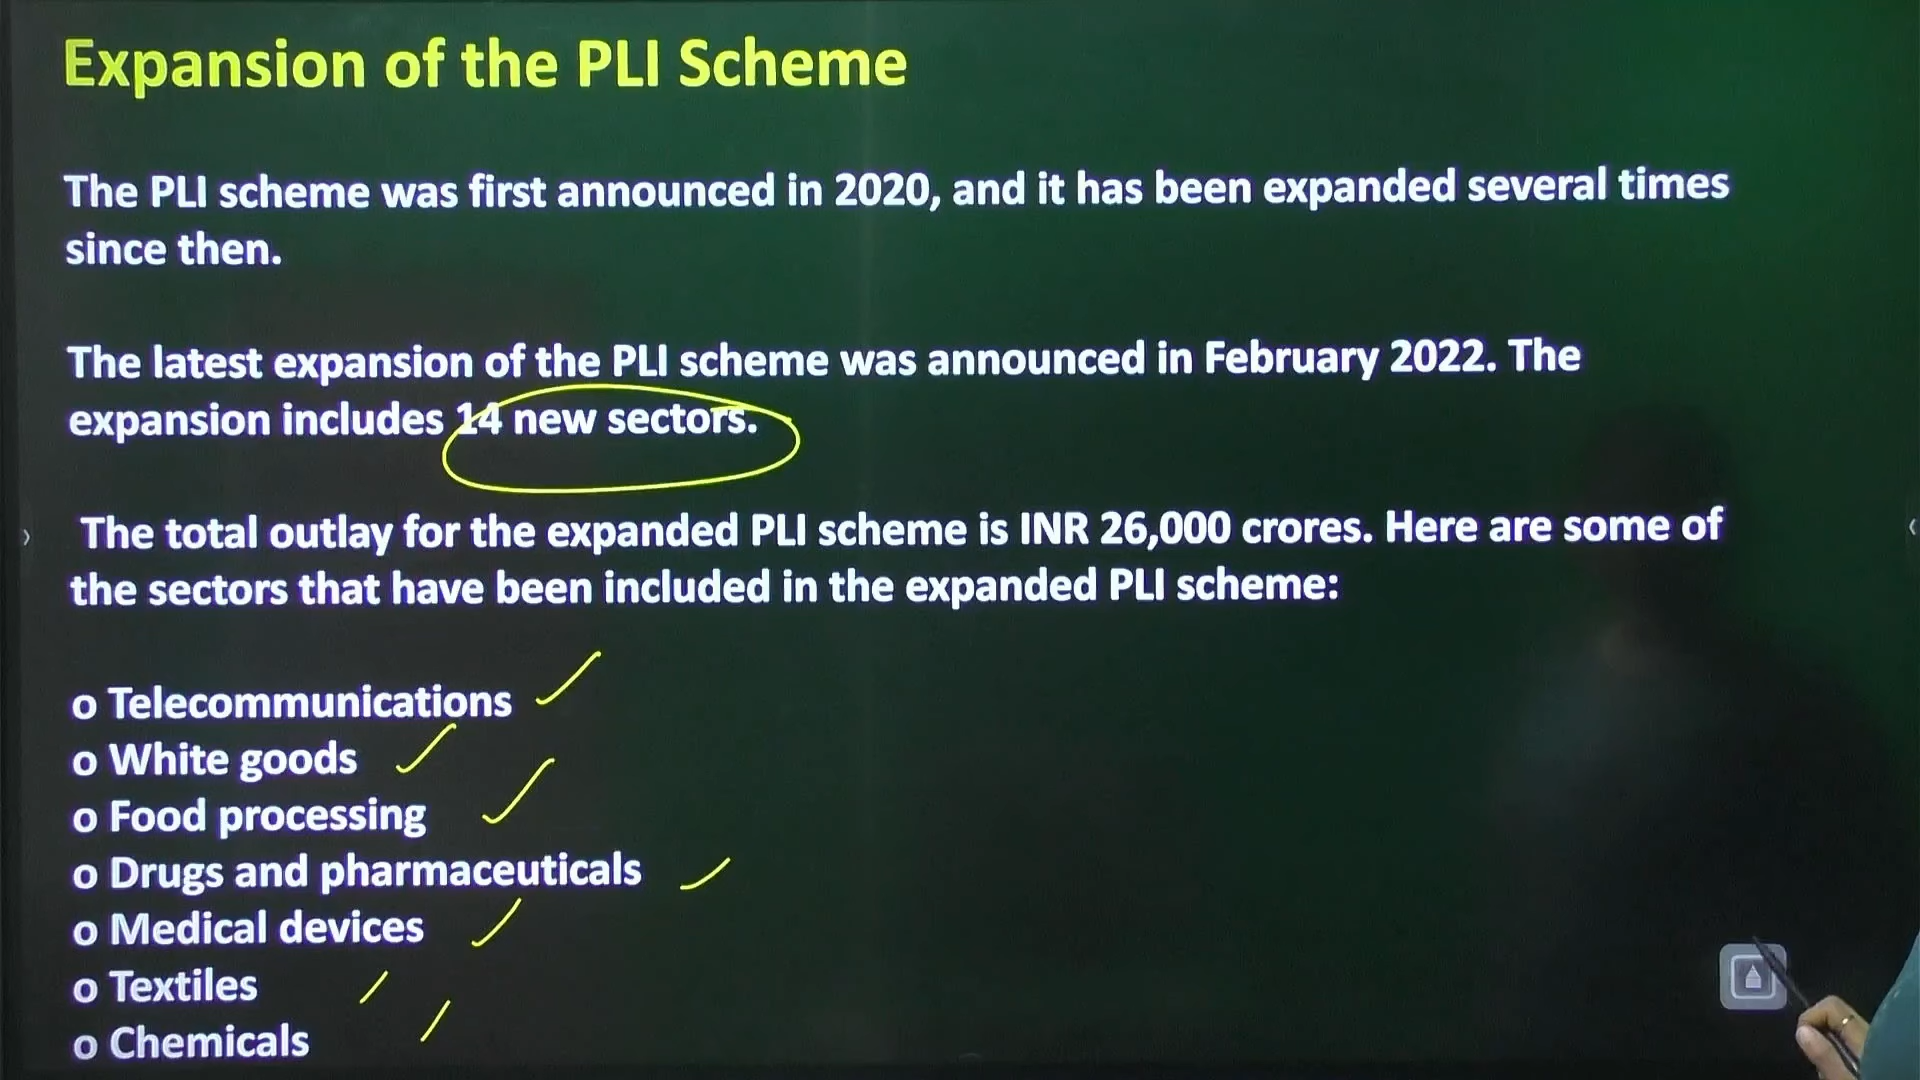 Expansion of the PLI Scheme
The PLI scheme was first announced in 2020, and it has been expanded several times
since then.
The latest expansion of the PLI scheme was announced in February 2022. The
expansion includes 14 new sectors.
The total outlay for the expanded PLI scheme is INR 26,000 crores. Here are some of
the sectors that have been included in the expanded PLI scheme:
o Telecommunications
o White goods
o Food processing
o Drugs and pharmaceuticals
o Medical devices
o Textiles
o Chemicals